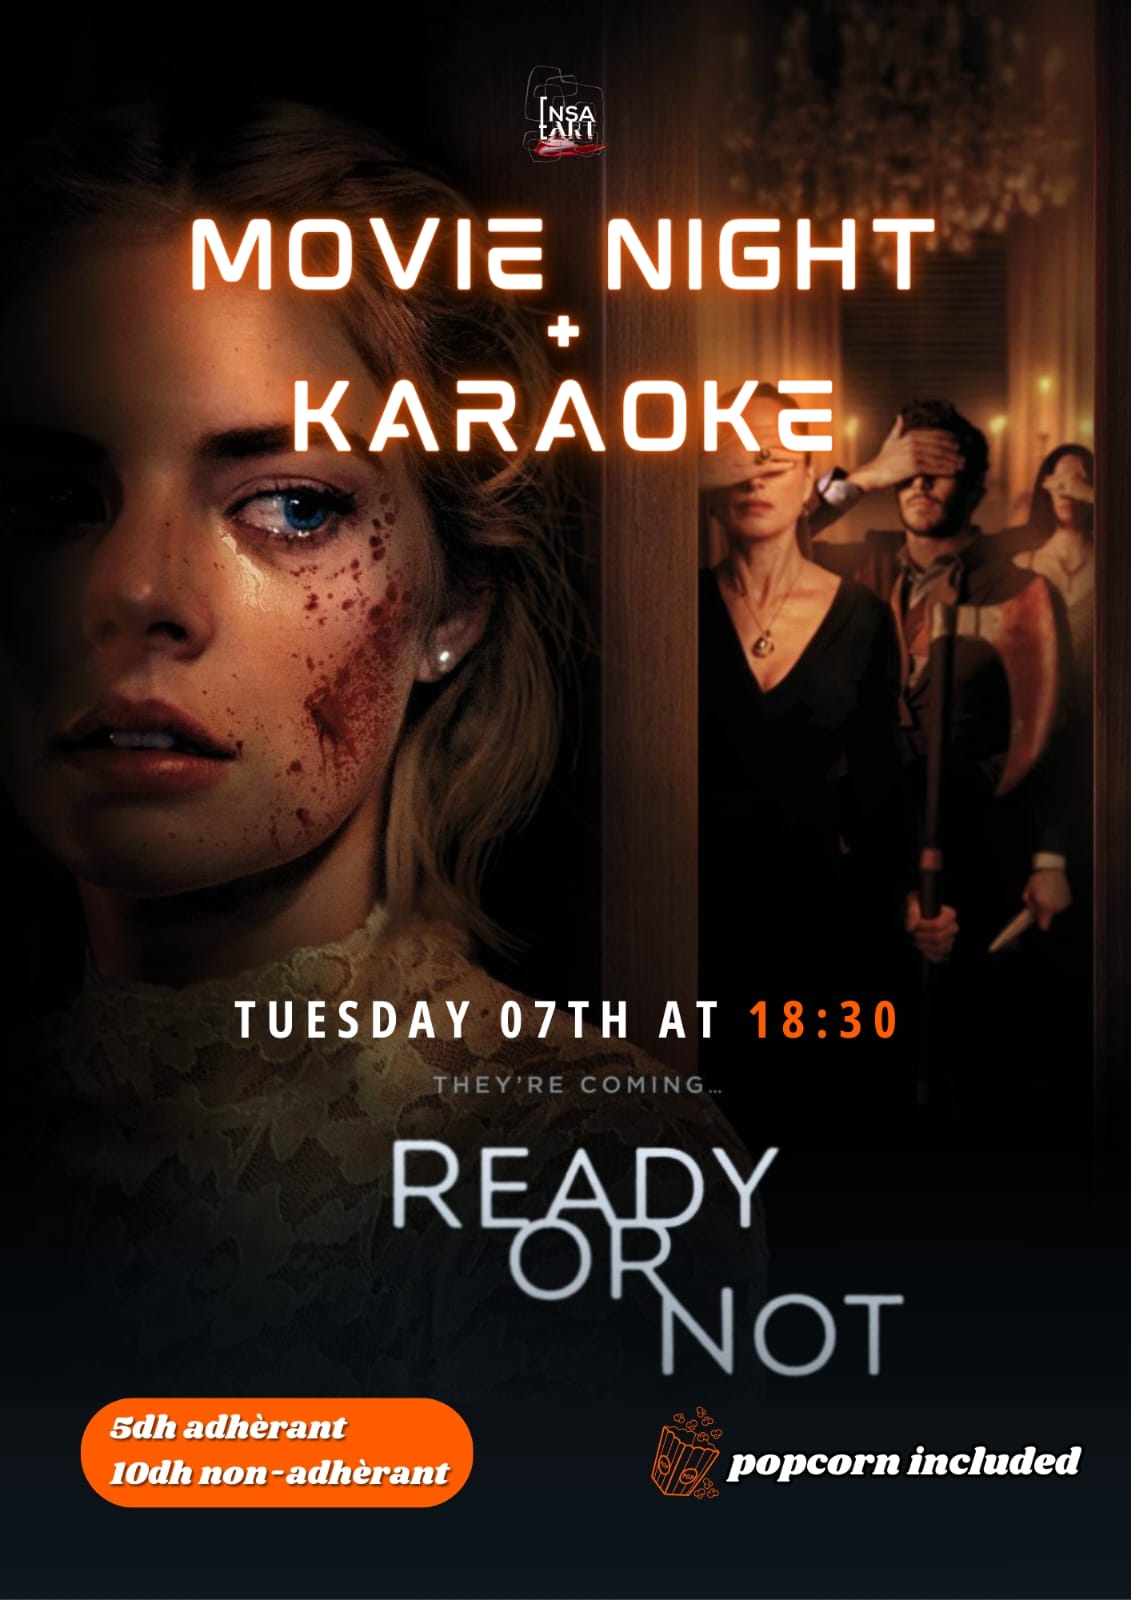 ENSA
ART
MOVIE NIGHT
+
KARAOKE
TUESDAY 07TH AT 18:30
THEY'RE COMING...
READY
OR
NOT
5dh adhèrant
10dh non-adhèrant
popcorn included